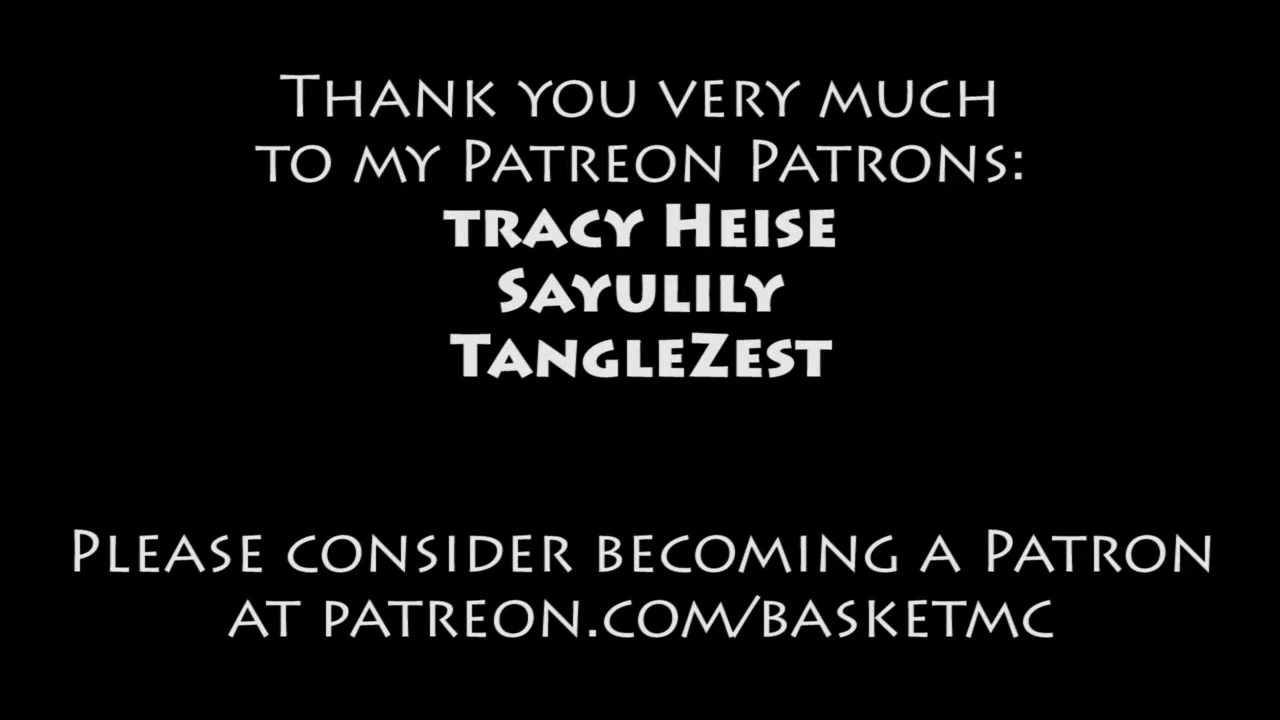 Thank you very much
to my Patreon Patrons:
tracy Heise
Sayulily
TangleZest
Please consider becoming a Patron
at patreon.com/basketmc